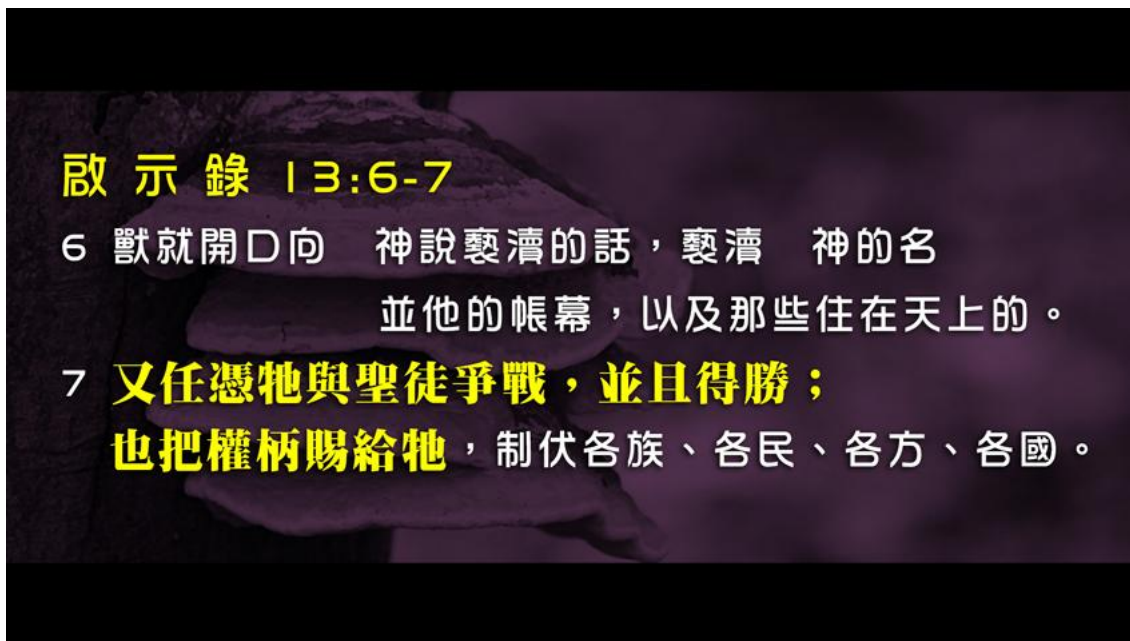 啟示錄 13:6-7
6 獸就開口向　神說褻瀆的話，褻瀆　神的名
並他的帳幕，以及那些住在天上的。
7 又任憑牠與聖徒爭戰，並且得勝；
也把權柄賜給牠，制伏各族、各民、各方、各國。